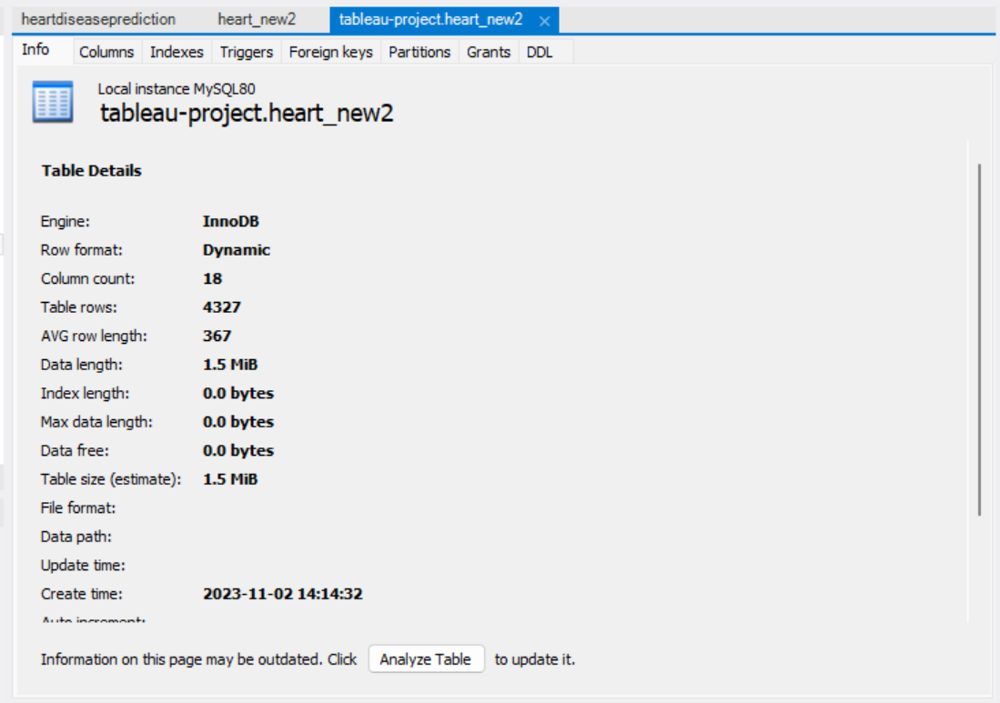 heartdiseaseprediction heart_new2 tableau-project.heart_new2 ×
Info Columns Indexes Triggers Foreign keys Partitions Grants DDL
Local instance MySQL80
tableau-project.heart_new2
Table Details
Engine: InnoDB
Row format: Dynamic
Column count: 18
Table rows: 4327
AVG row length: 367
Data length: 1.5 MiB
Index length: 0.0 bytes
Max data length: 0.0 bytes
Data free: 0.0 bytes
Table size (estimate): 1.5 MiB
File format:
Data path:
Update time:
Create time: 2023-11-02 14:14:32
Auto increment:
Information on this page may be outdated. Click Analyze Table to update it.